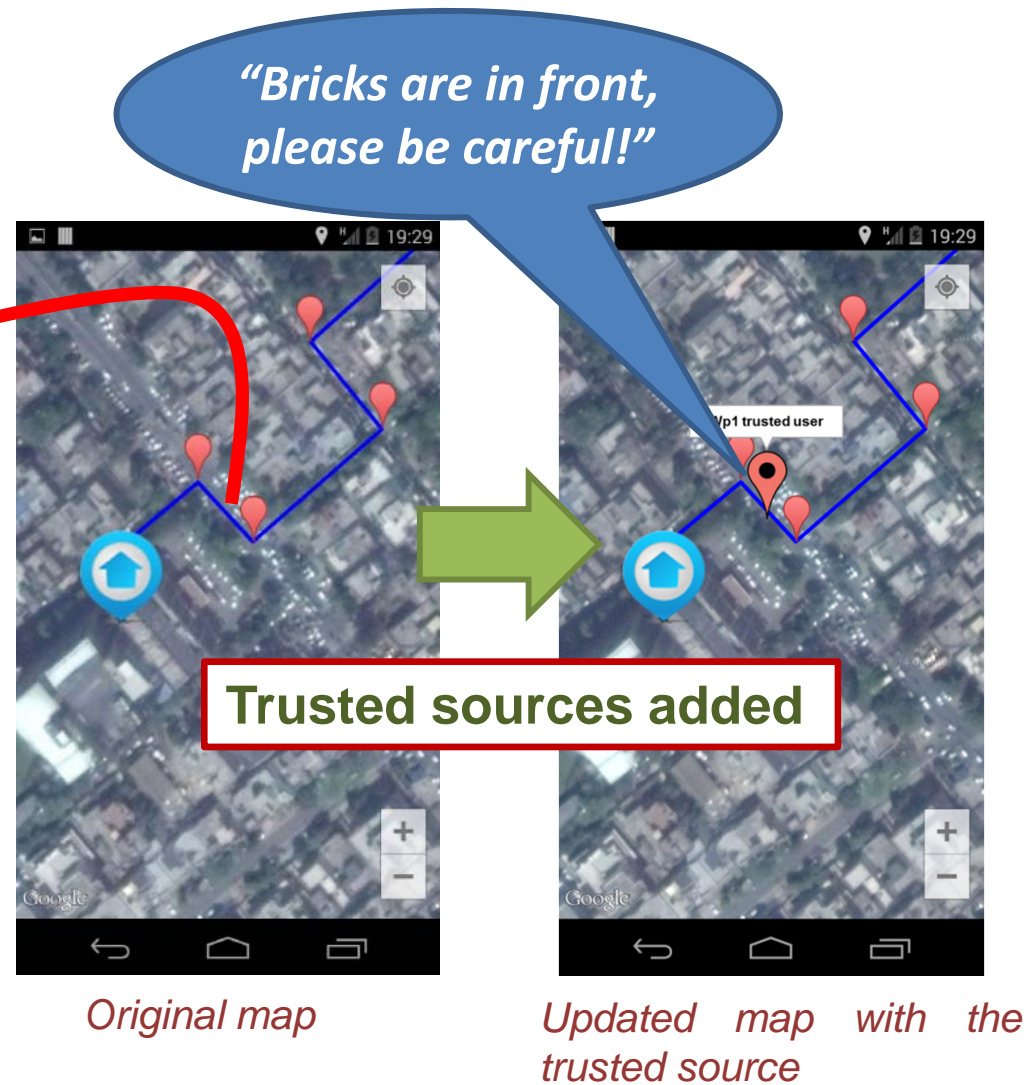 “Bricks are in front,
please be careful!”
H 19:29
H 19:29
Wp1 trusted user
Trusted sources added
Google
Google
Original map
Updated map with the
trusted source